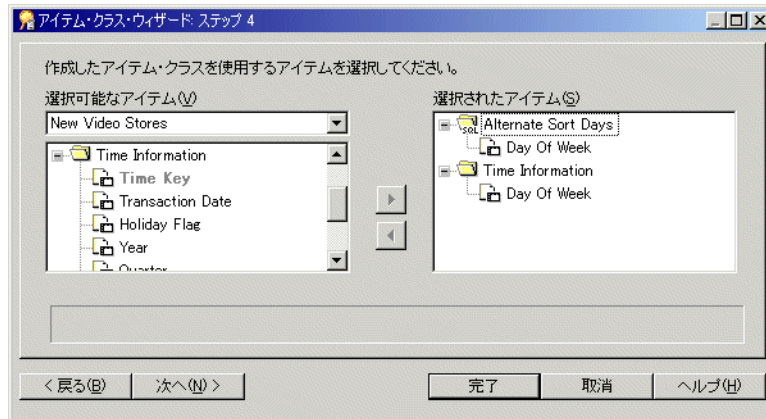 アイテム・クラス・ウィザード: ステップ 4
作成したアイテム・クラスを使用するアイテムを選択してください。
選択可能なアイテム(V)
New Video Stores
Time Information
Time Key
Transaction Date
Holiday Flag
Year
Quarter
選択されたアイテム(S)
SQL Alternate Sort Days
Day Of Week
Time Information
Day Of Week
< 戻る(B)
次へ(N) >
完了
取消
ヘルプ(H)